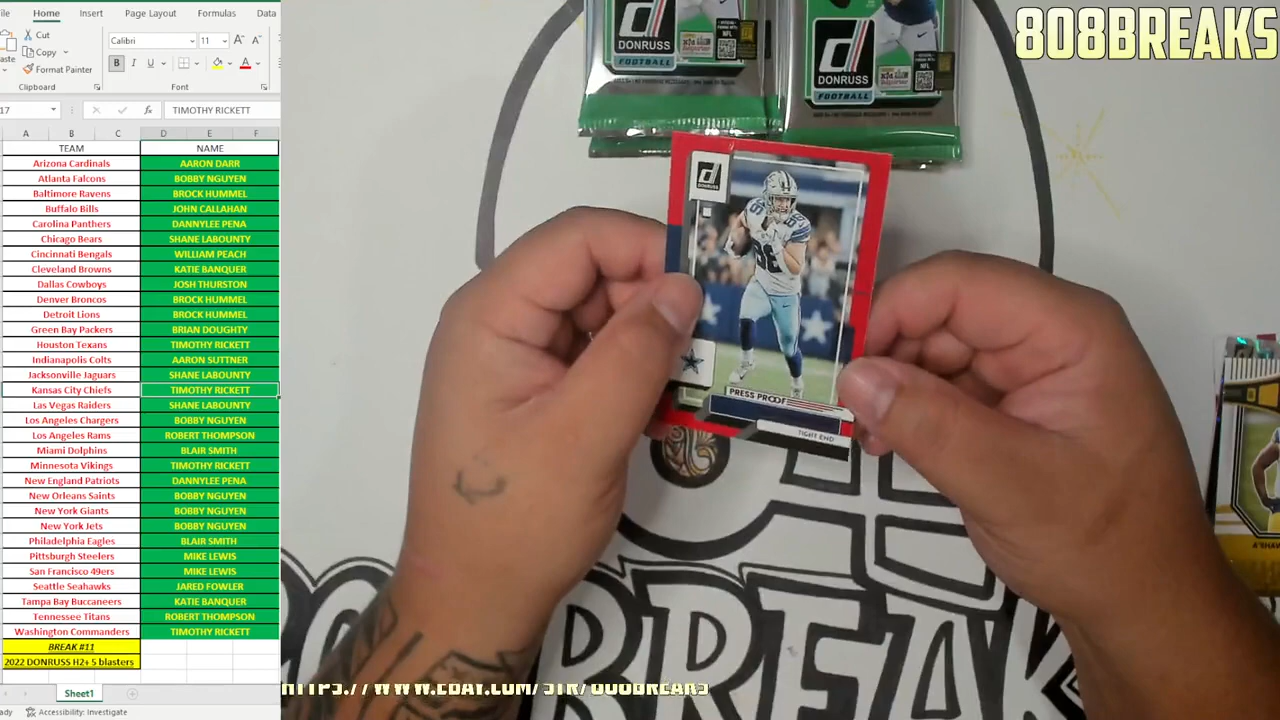 Home Insert Page Layout Formulas Data
Cut
Copy
Format Painter
Clipboard
Calibri 11
B I U
Font
17 TIMOTHY RICKETT
A B C D E F
TEAM NAME
Arizona Cardinals AARON DARR
Atlanta Falcons BOBBY NGUYEN
Baltimore Ravens BROCK HUMMEL
Buffalo Bills JOHN CALLAHAN
Carolina Panthers DANNYLEE PENA
Chicago Bears SHANE LABOUNTY
Cincinnati Bengals WILLIAM PEACH
Cleveland Browns KATIE BANQUER
Dallas Cowboys JOSH THURSTON
Denver Broncos BROCK HUMMEL
Detroit Lions BROCK HUMMEL
Green Bay Packers BRIAN DOUGHTY
Houston Texans TIMOTHY RICKETT
Indianapolis Colts AARON SUTTNER
Jacksonville Jaguars SHANE LABOUNTY
Kansas City Chiefs TIMOTHY RICKETT
Las Vegas Raiders SHANE LABOUNTY
Los Angeles Chargers BOBBY NGUYEN
Los Angeles Rams ROBERT THOMPSON
Miami Dolphins BLAIR SMITH
Minnesota Vikings TIMOTHY RICKETT
New England Patriots DANNYLEE PENA
New Orleans Saints BOBBY NGUYEN
New York Giants BOBBY NGUYEN
New York Jets BOBBY NGUYEN
Philadelphia Eagles BLAIR SMITH
Pittsburgh Steelers MIKE LEWIS
San Francisco 49ers MIKE LEWIS
Seattle Seahawks JARED FOWLER
Tampa Bay Buccaneers KATIE BANQUER
Tennessee Titans ROBERT THOMPSON
Washington Commanders TIMOTHY RICKETT
BREAK #11
2022 DONRUSS H2+ 5 blasters
Sheet1
Accessibility: Investigate
808BREAKS
DONRUSS
FOOTBALL
NFL
DONRUSS
FOOTBALL
NFL
DONRUSS
86
PRESS PROOF
TIGHT END
BREAK